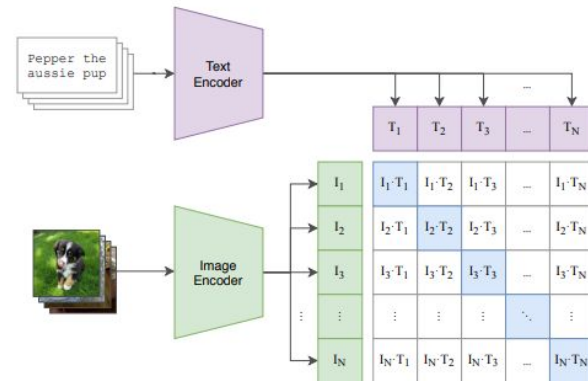 Pepper the
aussie pup
Text
Encoder
...
T1 T2 T3 ... TN
I1 I1·T1 I1·T2 I1·T3 ... I1·TN
I2 I2·T1 I2·T2 I2·T3 ... I2·TN
Image
Encoder
I3 I3·T1 I3·T2 I3·T3 ... I3·TN
⋮ ⋮ ⋮ ⋮ ⋮ ⋱ ⋮
IN IN·T1 IN·T2 IN·T3 ... IN·TN